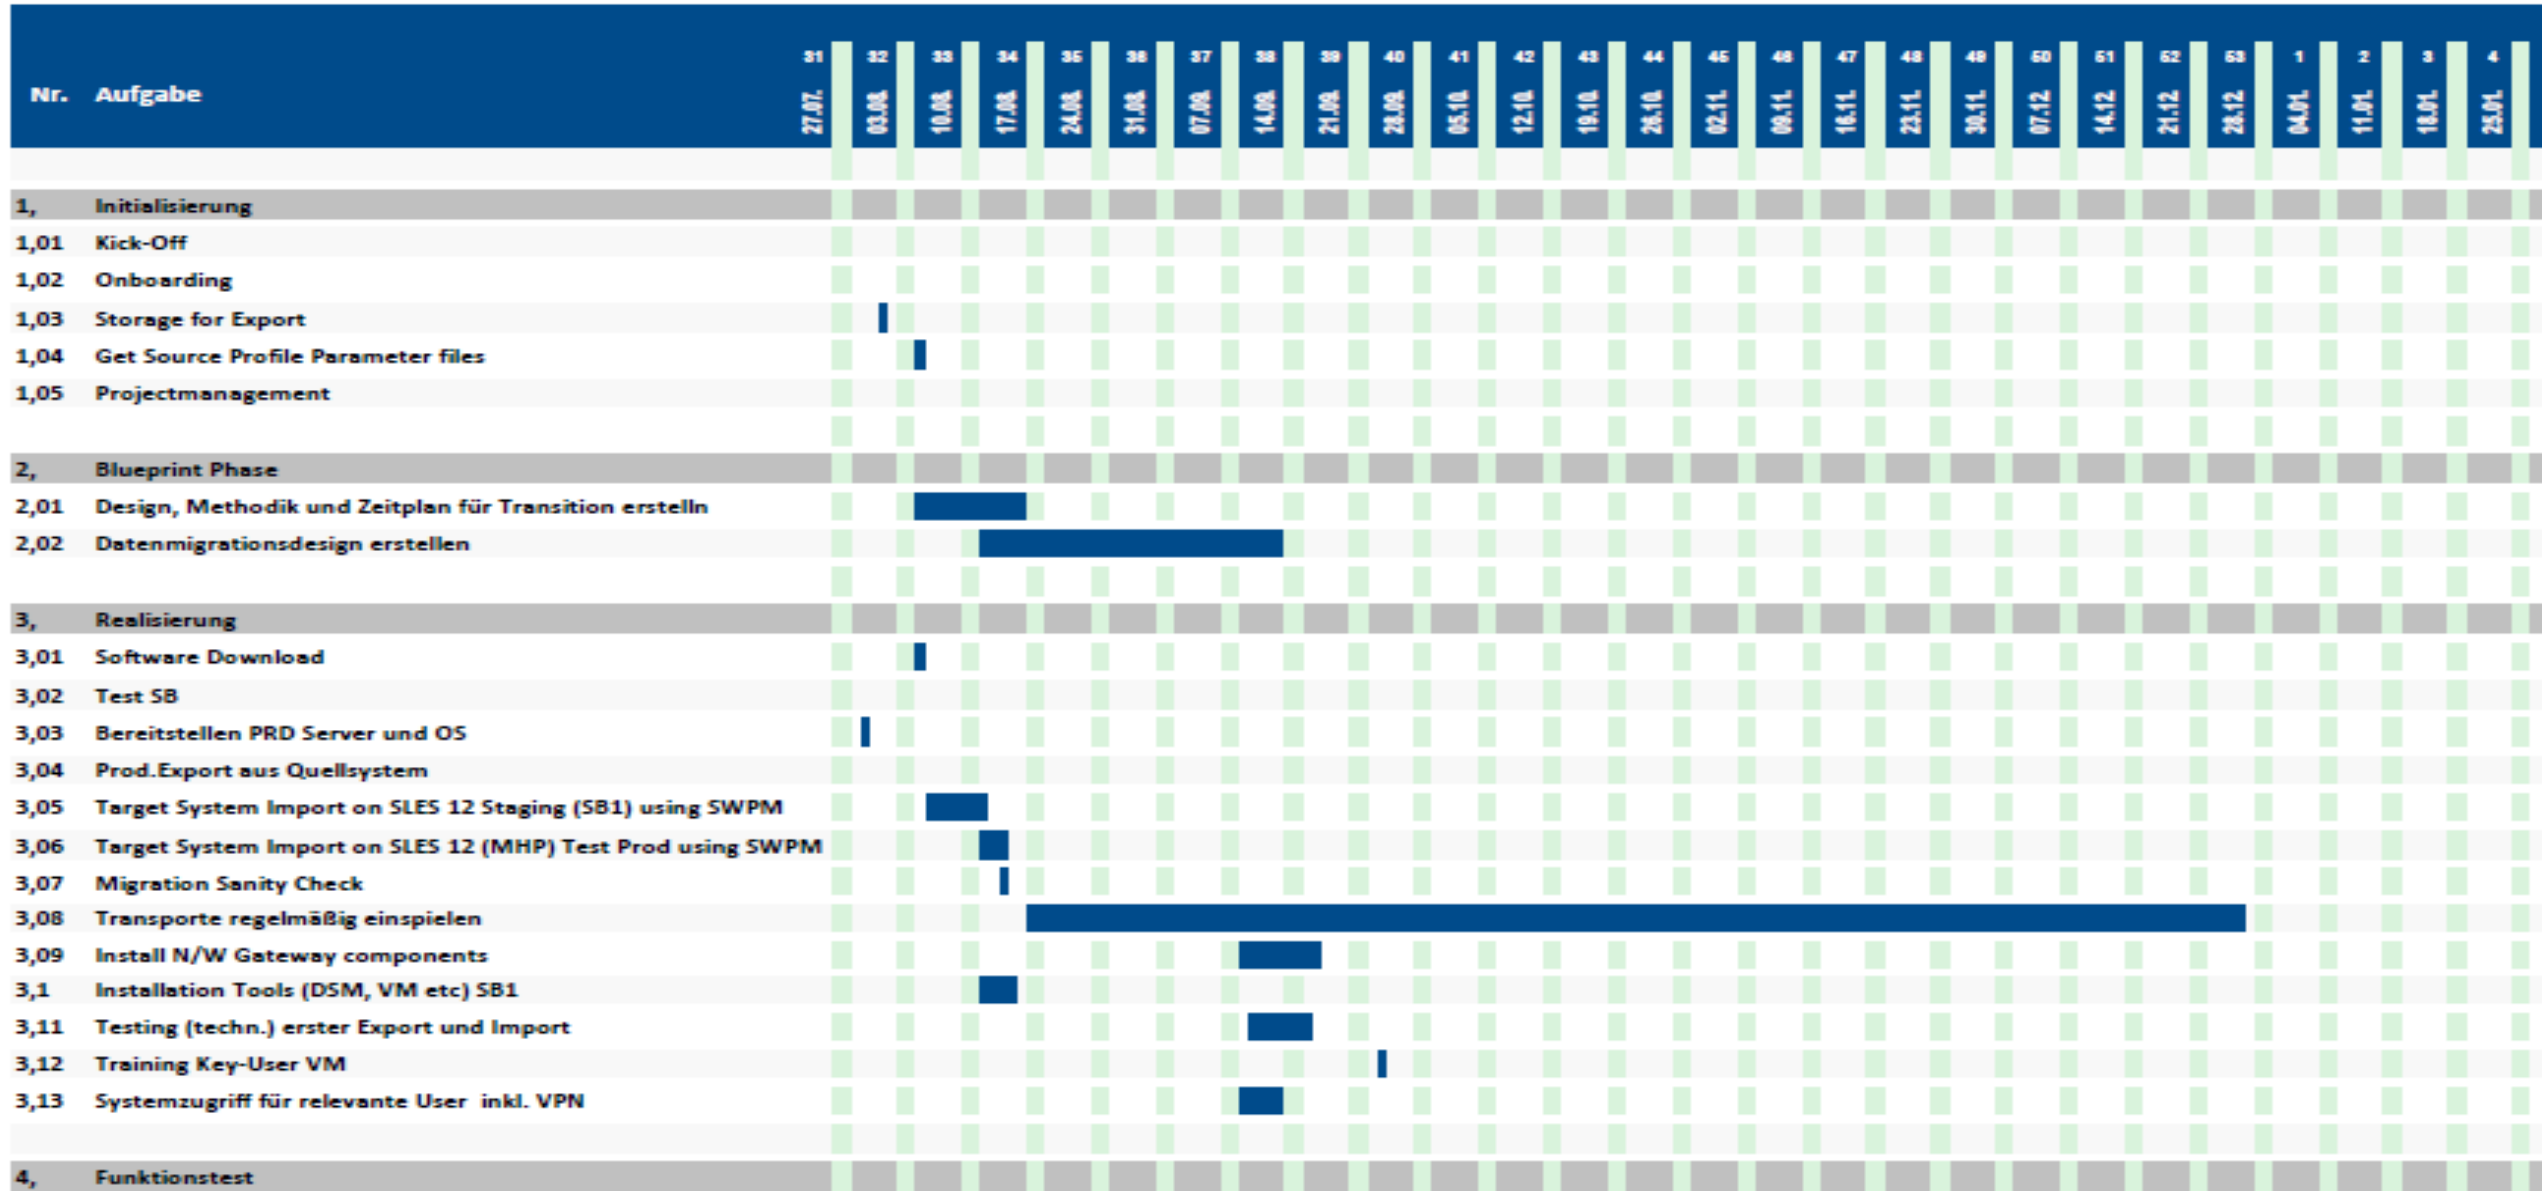 31 32 33 34 35 36 37 38 39 40 41 42 43 44 45 46 47 48 49 50 51 52 53 1 2 3 4
Nr. Aufgabe
27.07. 03.08. 10.08. 17.08. 24.08. 31.08. 07.09. 14.09. 21.09. 28.09. 05.10. 12.10. 19.10. 26.10. 02.11. 09.11. 16.11. 23.11. 30.11. 07.12. 14.12. 21.12. 28.12. 04.01. 11.01. 18.01. 25.01.
1, Initialisierung
1,01 Kick-Off
1,02 Onboarding
1,03 Storage for Export
1,04 Get Source Profile Parameter files
1,05 Projectmanagement
2, Blueprint Phase
2,01 Design, Methodik und Zeitplan für Transition erstelln
2,02 Datenmigrationsdesign erstellen
3, Realisierung
3,01 Software Download
3,02 Test SB
3,03 Bereitstellen PRD Server und OS
3,04 Prod.Export aus Quellsystem
3,05 Target System Import on SLES 12 Staging (SB1) using SWPM
3,06 Target System Import on SLES 12 (MHP) Test Prod using SWPM
3,07 Migration Sanity Check
3,08 Transporte regelmäßig einspielen
3,09 Install N/W Gateway components
3,1 Installation Tools (DSM, VM etc) SB1
3,11 Testing (techn.) erster Export und Import
3,12 Training Key-User VM
3,13 Systemzugriff für relevante User inkl. VPN
4, Funktionstest